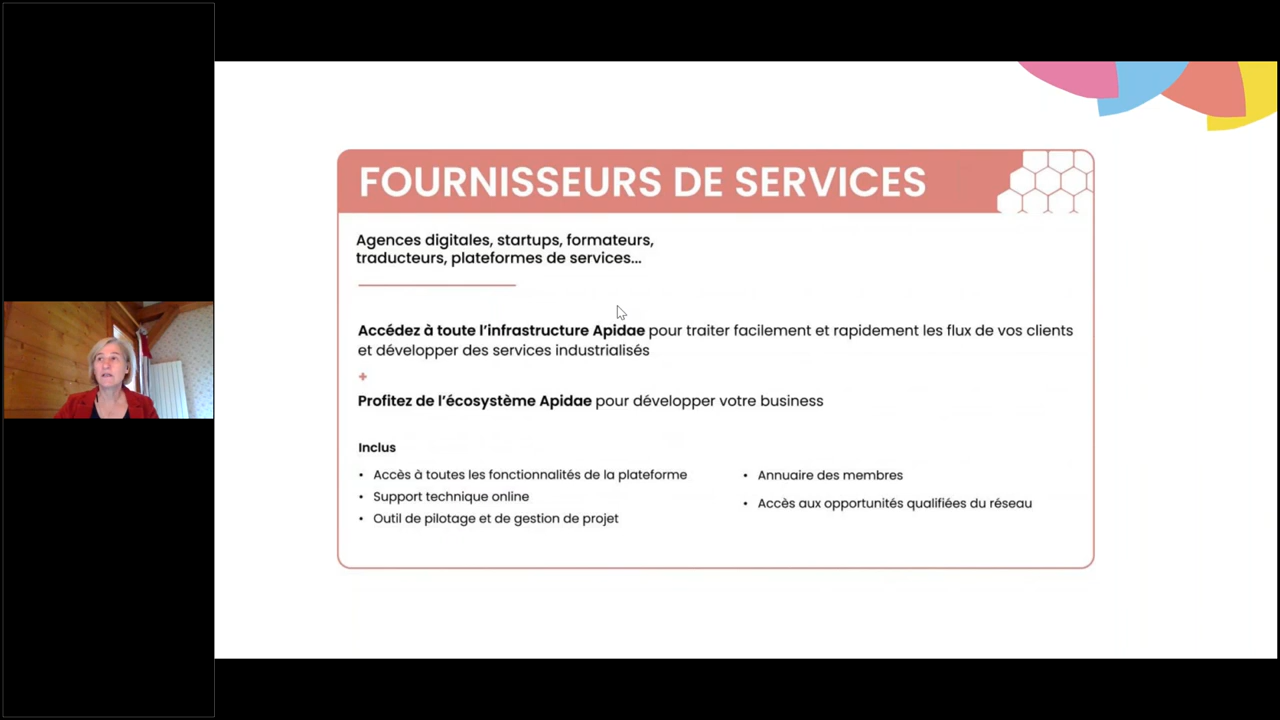 FOURNISSEURS DE SERVICES
Agences digitales, startups, formateurs,
traducteurs, plateformes de services...
Accédez à toute l'infrastructure Apidae pour traiter facilement et rapidement les flux de vos clients
et développer des services industrialisés
+
Profitez de l'écosystème Apidae pour développer votre business
Inclus
• Accès à toutes les fonctionnalités de la plateforme
• Support technique online
• Outil de pilotage et de gestion de projet
• Annuaire des membres
• Accès aux opportunités qualifiées du réseau